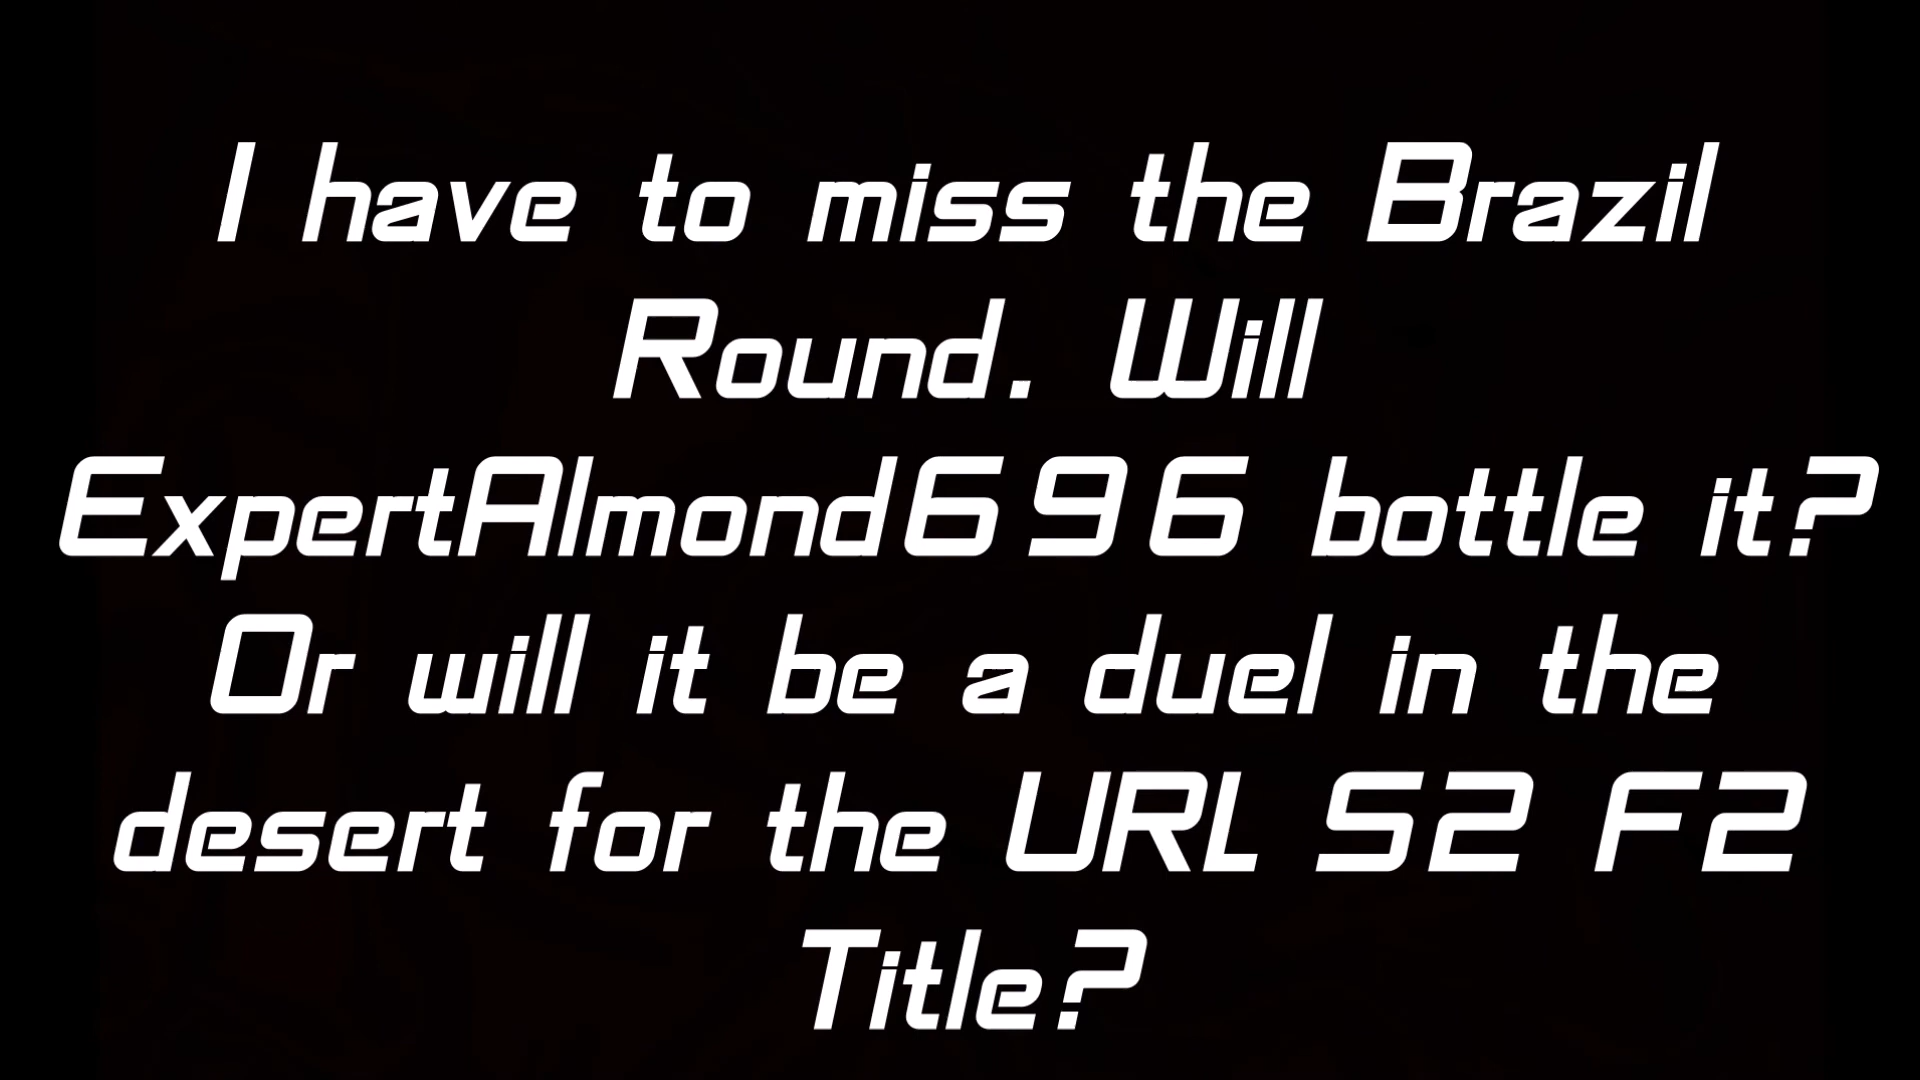 I have to miss the Brazil
Round. Will
ExpertAlmond696 bottle it?
Or will it be a duel in the
desert for the URL S2 F2
Title?